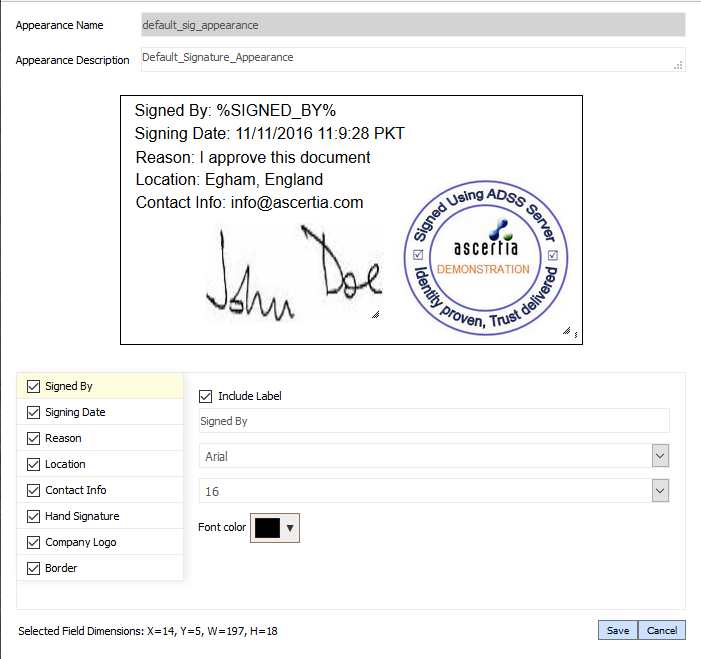 Appearance Name
default_sig_appearance
Appearance Description
Default_Signature_Appearance
Signed By: %SIGNED_BY%
Signing Date: 11/11/2016 11:9:28 PKT
Reason: I approve this document
Location: Egham, England
Contact Info: info@ascertia.com
John Doe
Signed Using ADSS Server
ascertia
DEMONSTRATION
Identity proven, Trust delivered
Signed By
Signing Date
Reason
Location
Contact Info
Hand Signature
Company Logo
Border
Include Label
Signed By
Arial
16
Font color
Selected Field Dimensions: X=14, Y=5, W=197, H=18
Save
Cancel